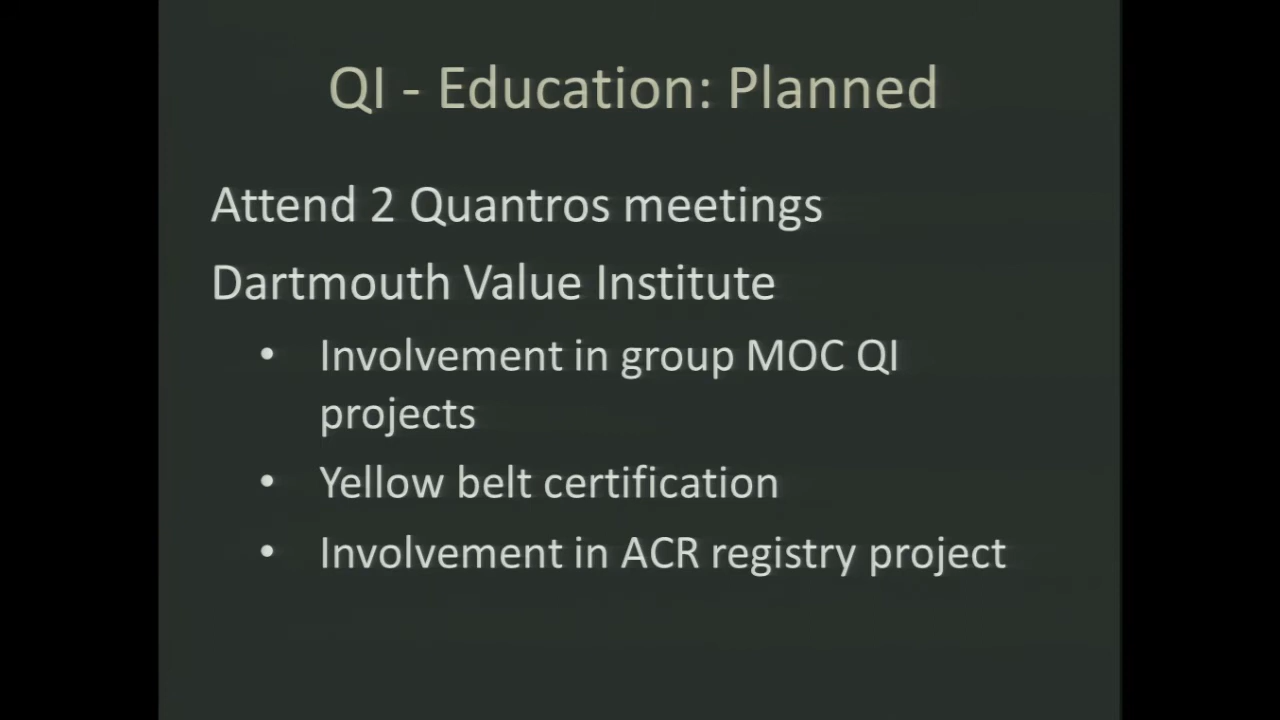 QI - Education: Planned
Attend 2 Quantros meetings
Dartmouth Value Institute
• Involvement in group MOC QI
projects
• Yellow belt certification
• Involvement in ACR registry project